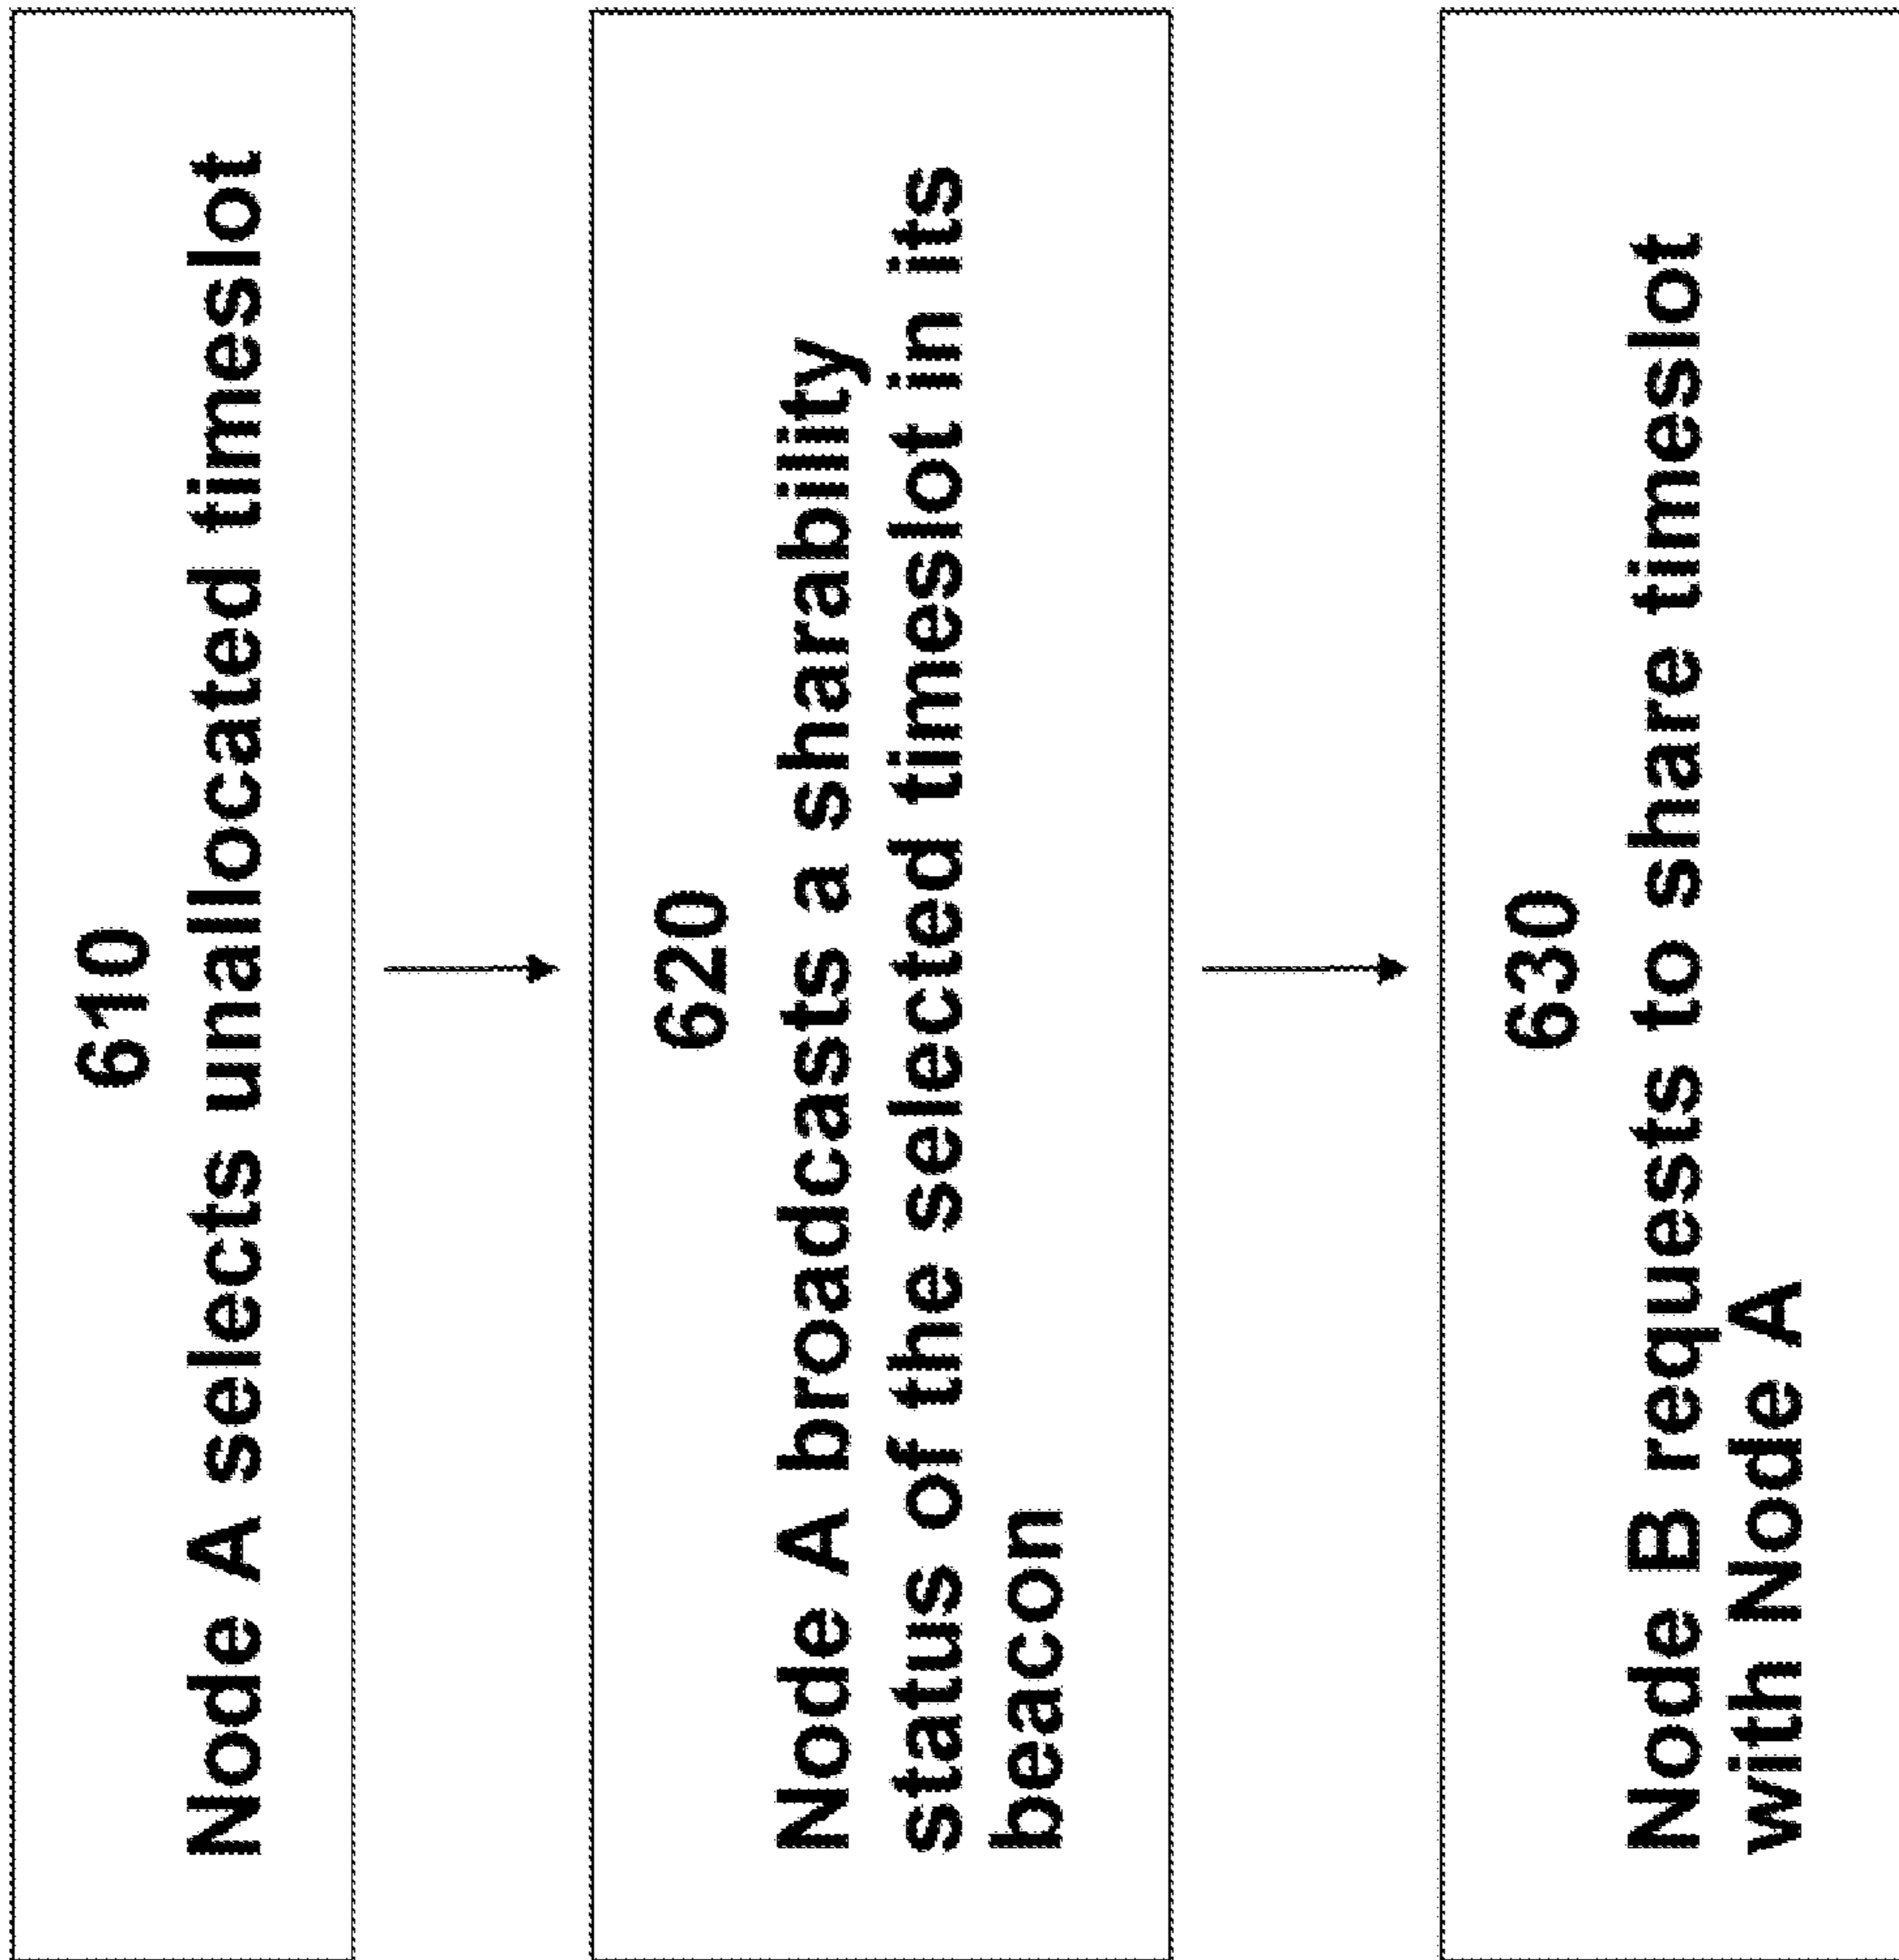 610
Node A selects unallocated timeslot
620
Node A broadcasts a sharability
status of the selected timeslot in its
beacon
630
Node B requests to share timeslot
with Node A